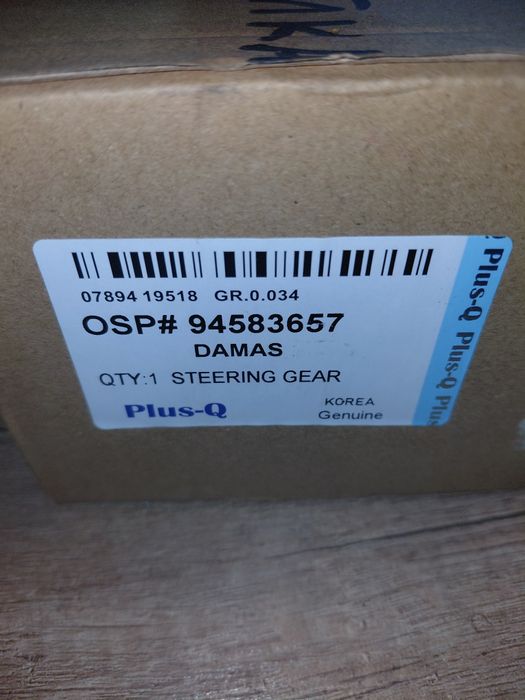 07894 19518 GR.0.034
OSP# 94583657
DAMAS
QTY:1 STEERING GEAR
Plus-Q
KOREA
Genuine
Plus-Q Plus-Q Plus